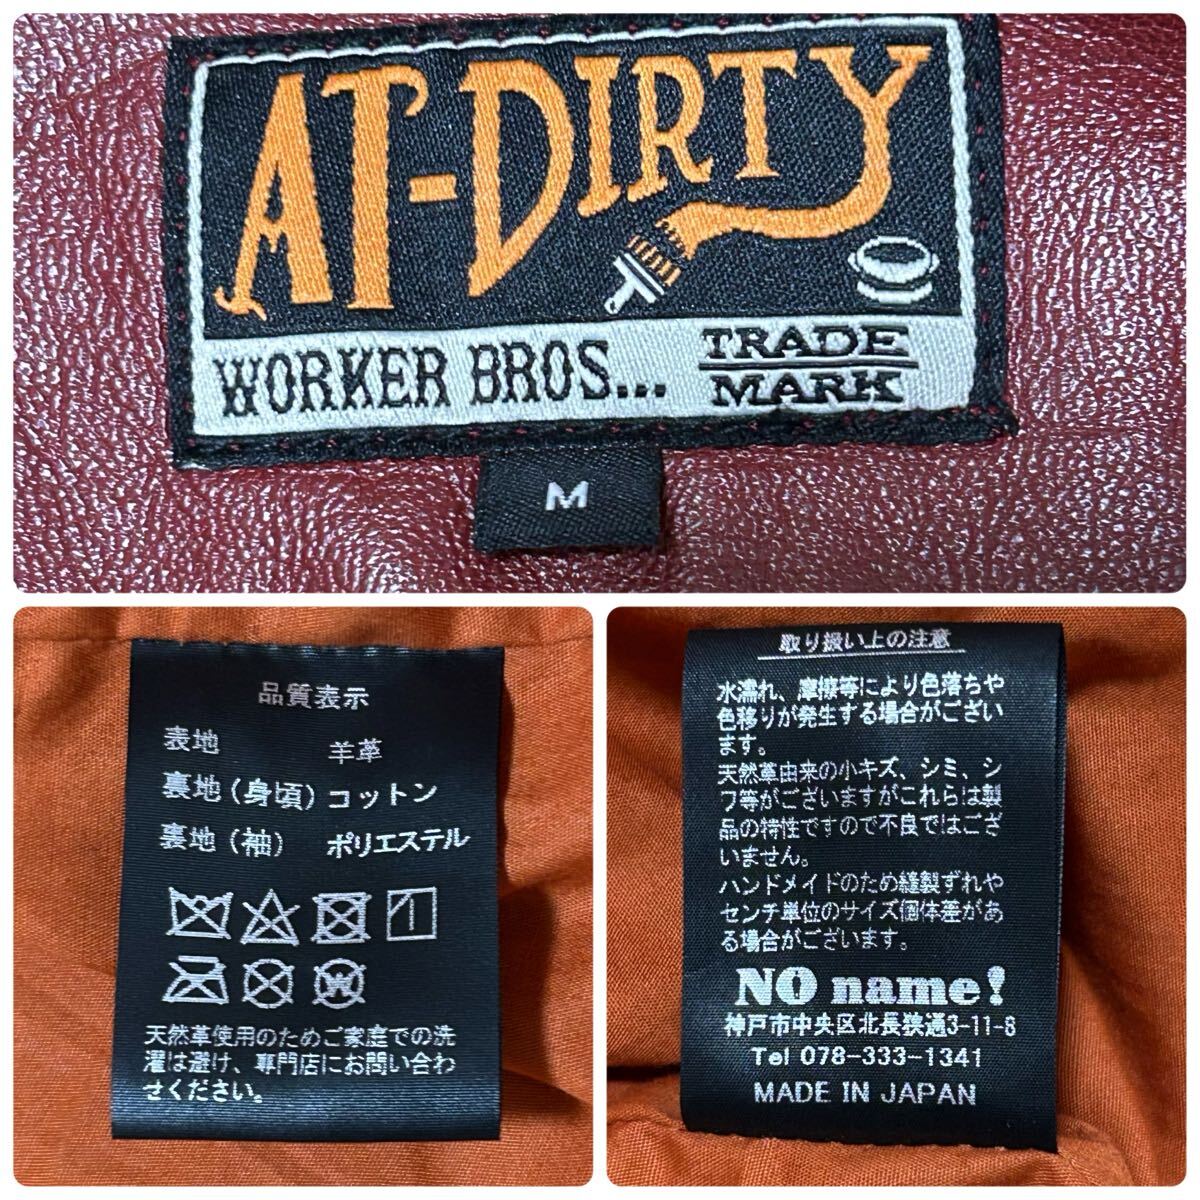 AT-DIRTY
WORKER BROS...
TRADE
MARK
M
品質表示
表地 羊革
裏地(身頃) コットン
裏地(袖) ポリエステル
天然革使用のためご家庭での洗
濯は避け、専門店にお問い合わ
せください。
取り扱い上の注意
水濡れ、摩擦等により色落ちや
色移りが発生する場合がござい
ます。
天然革由来の小キズ、シミ、シ
ワ等がございますがこれらは製
品の特性ですので不良ではござ
いません。
ハンドメイドのため縫製ずれや
センチ単位のサイズ個体差があ
る場合がございます。
NO name!
神戸市中央区北長狭通3-11-8
Tel 078-333-1341
MADE IN JAPAN